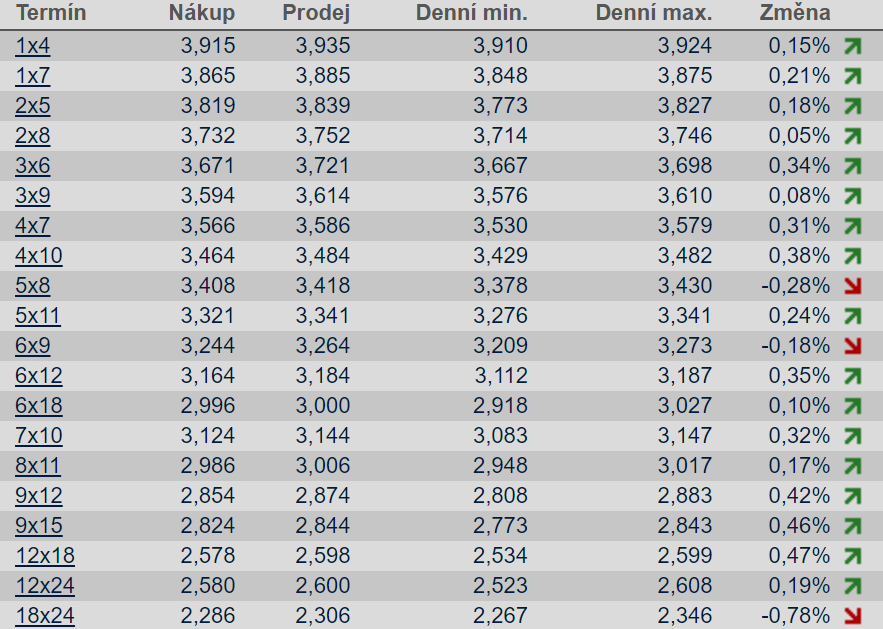 Termín Nákup Prodej Denní min. Denní max. Změna
1x4 3,915 3,935 3,910 3,924 0,15%
1x7 3,865 3,885 3,848 3,875 0,21%
2x5 3,819 3,839 3,773 3,827 0,18%
2x8 3,732 3,752 3,714 3,746 0,05%
3x6 3,671 3,721 3,667 3,698 0,34%
3x9 3,594 3,614 3,576 3,610 0,08%
4x7 3,566 3,586 3,530 3,579 0,31%
4x10 3,464 3,484 3,429 3,482 0,38%
5x8 3,408 3,418 3,378 3,430 -0,28%
5x11 3,321 3,341 3,276 3,341 0,24%
6x9 3,244 3,264 3,209 3,273 -0,18%
6x12 3,164 3,184 3,112 3,187 0,35%
6x18 2,996 3,000 2,918 3,027 0,10%
7x10 3,124 3,144 3,083 3,147 0,32%
8x11 2,986 3,006 2,948 3,017 0,17%
9x12 2,854 2,874 2,808 2,883 0,42%
9x15 2,824 2,844 2,773 2,843 0,46%
12x18 2,578 2,598 2,534 2,599 0,47%
12x24 2,580 2,600 2,523 2,608 0,19%
18x24 2,286 2,306 2,267 2,346 -0,78%